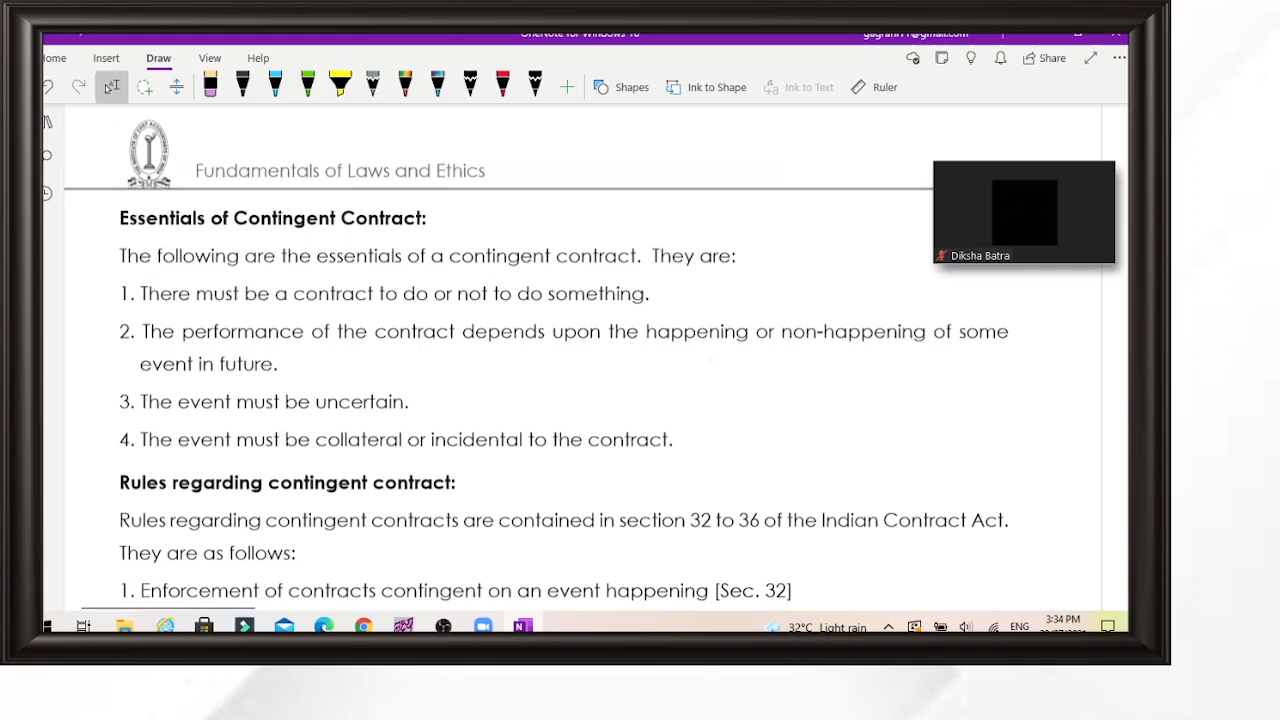 OneNote for Windows 10
Home Insert Draw View Help Share
Shapes Ink to Shape Ink to Text Ruler
Fundamentals of Laws and Ethics
Diksha Batra
Essentials of Contingent Contract:
The following are the essentials of a contingent contract. They are:
1. There must be a contract to do or not to do something.
2. The performance of the contract depends upon the happening or non-happening of some
event in future.
3. The event must be uncertain.
4. The event must be collateral or incidental to the contract.
Rules regarding contingent contract:
Rules regarding contingent contracts are contained in section 32 to 36 of the Indian Contract Act.
They are as follows:
1. Enforcement of contracts contingent on an event happening [Sec. 32]
32°C Light rain ENG 3:34 PM